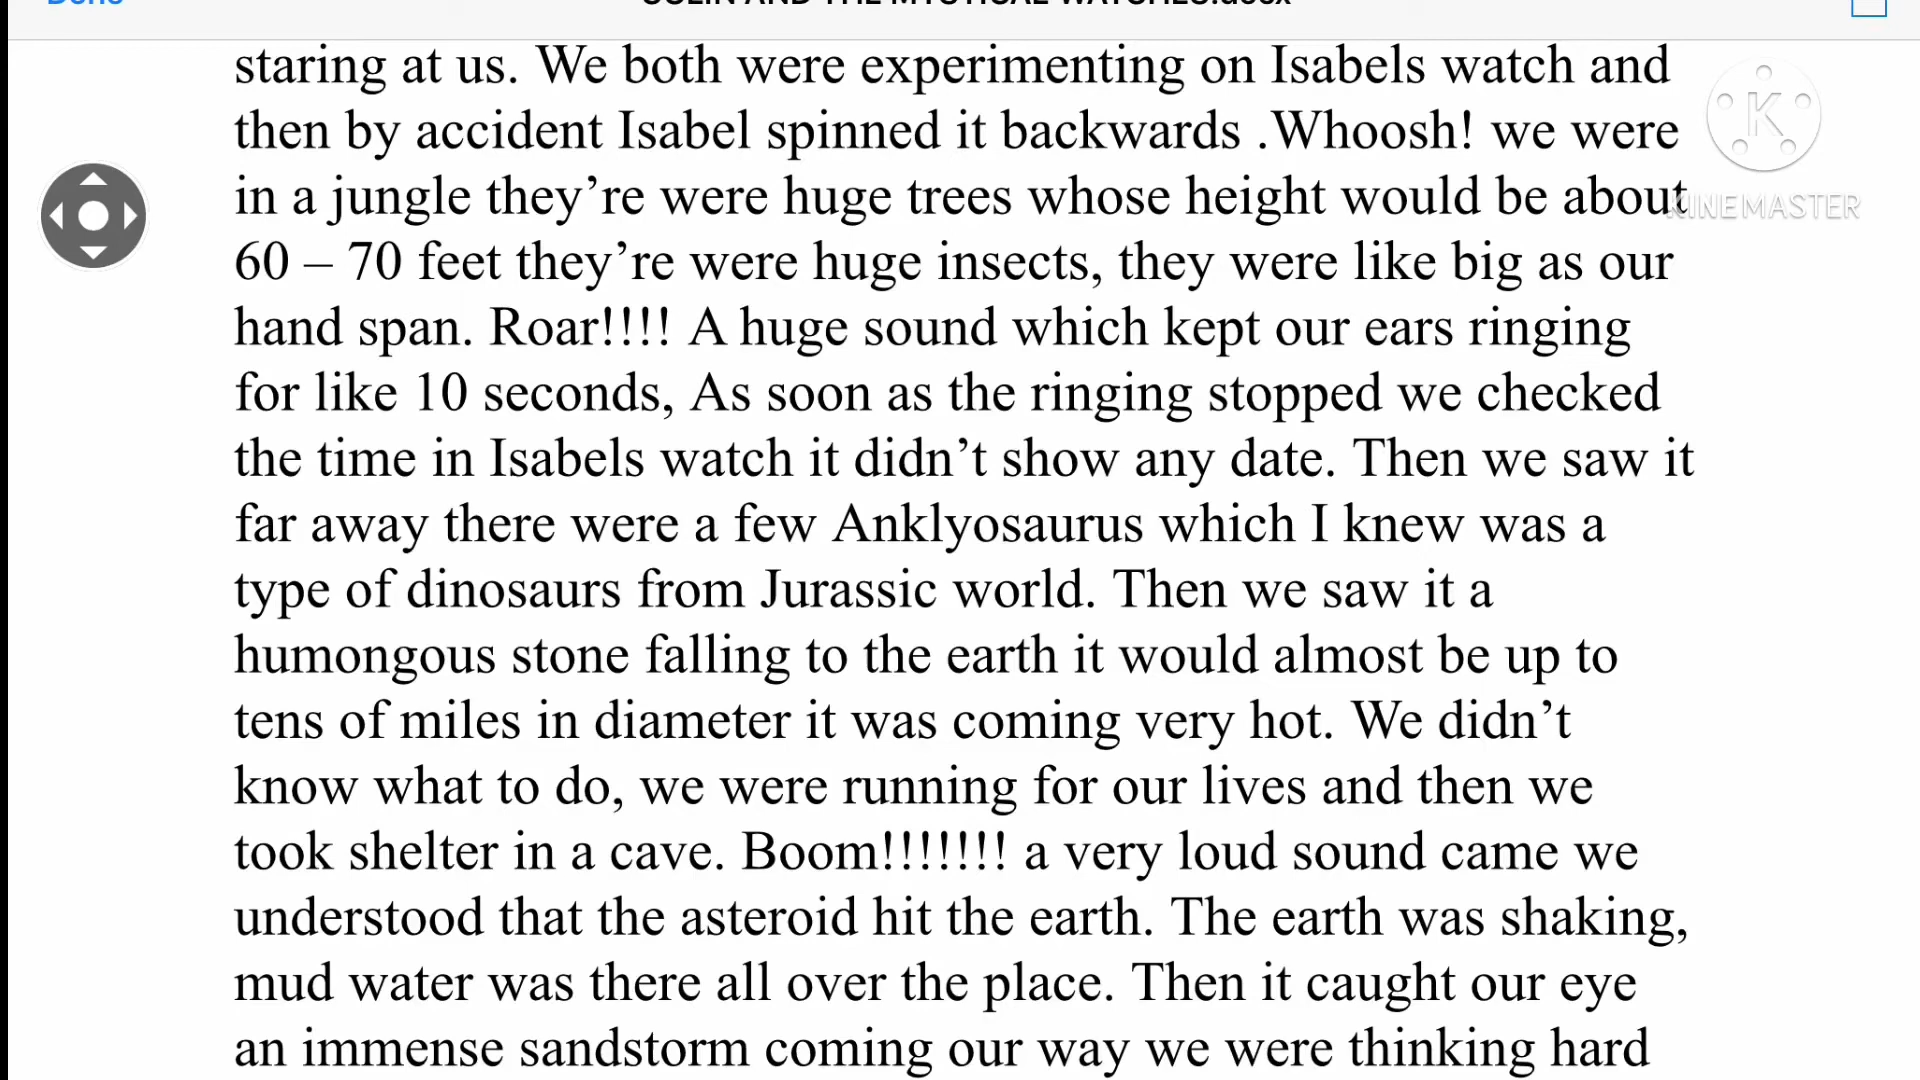 staring at us. We both were experimenting on Isabels watch and
then by accident Isabel spinned it backwards .Whoosh! we were
in a jungle they’re were huge trees whose height would be about
60 – 70 feet they’re were huge insects, they were like big as our
hand span. Roar!!!! A huge sound which kept our ears ringing
for like 10 seconds, As soon as the ringing stopped we checked
the time in Isabels watch it didn’t show any date. Then we saw it
far away there were a few Anklyosaurus which I knew was a
type of dinosaurs from Jurassic world. Then we saw it a
humongous stone falling to the earth it would almost be up to
tens of miles in diameter it was coming very hot. We didn’t
know what to do, we were running for our lives and then we
took shelter in a cave. Boom!!!!!!! a very loud sound came we
understood that the asteroid hit the earth. The earth was shaking,
mud water was there all over the place. Then it caught our eye
an immense sandstorm coming our way we were thinking hard
K
KINEMASTER